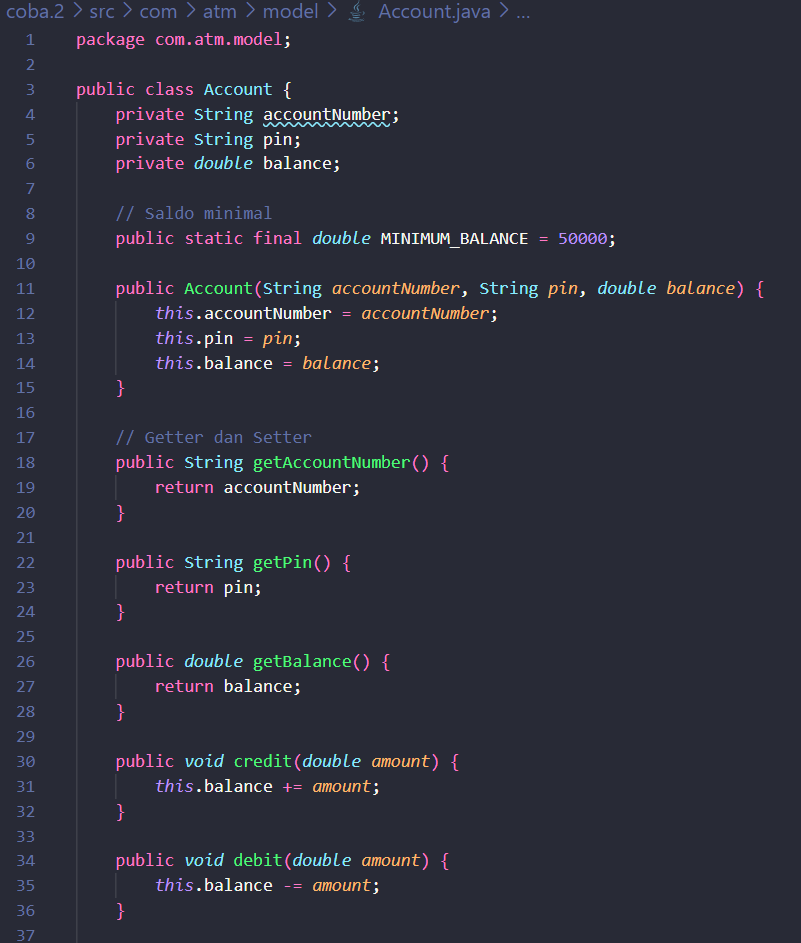 coba.2 > src > com > atm > model > Account.java > ...
1 package com.atm.model;
2
3 public class Account {
4     private String accountNumber;
5     private String pin;
6     private double balance;
7
8     // Saldo minimal
9     public static final double MINIMUM_BALANCE = 50000;
10
11     public Account(String accountNumber, String pin, double balance) {
12         this.accountNumber = accountNumber;
13         this.pin = pin;
14         this.balance = balance;
15     }
16
17     // Getter dan Setter
18     public String getAccountNumber() {
19         return accountNumber;
20     }
21
22     public String getPin() {
23         return pin;
24     }
25
26     public double getBalance() {
27         return balance;
28     }
29
30     public void credit(double amount) {
31         this.balance += amount;
32     }
33
34     public void debit(double amount) {
35         this.balance -= amount;
36     }
37